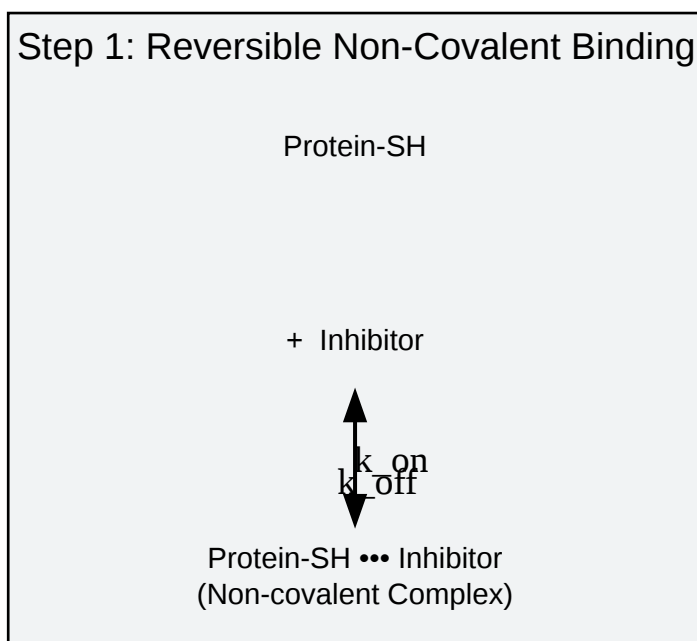 Step 1: Reversible Non-Covalent Binding
Protein-SH
+ Inhibitor
k_on
k_off
Protein-SH ••• Inhibitor
(Non-covalent Complex)